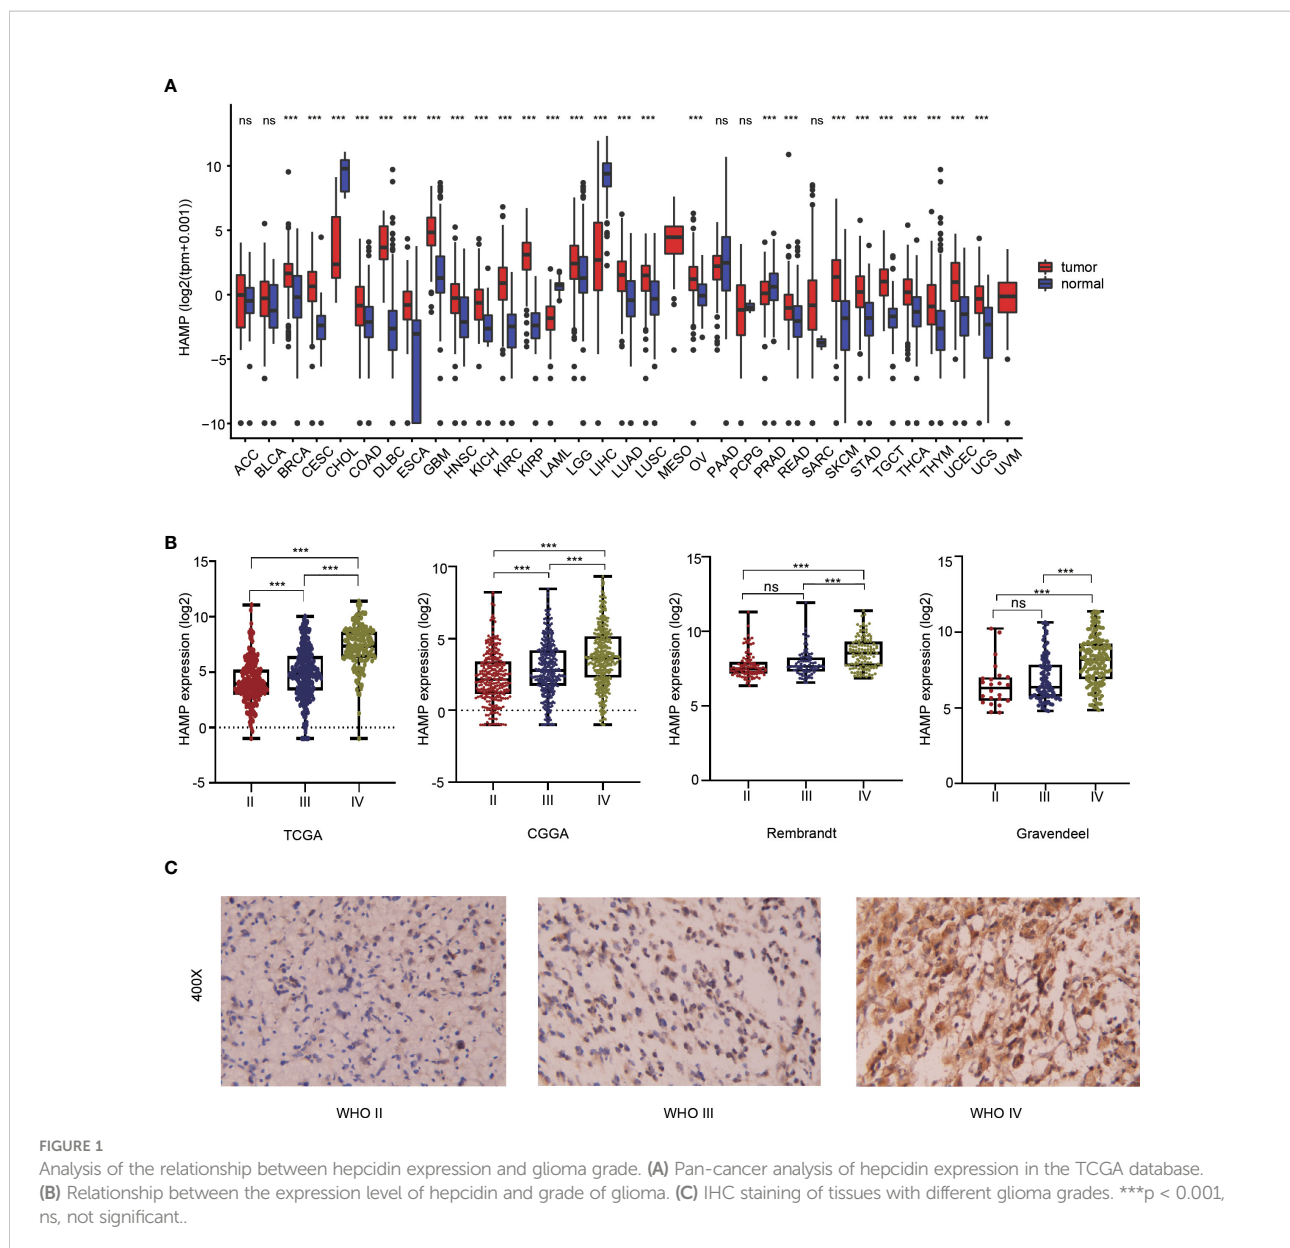 A
ns ns *** *** *** *** *** *** *** *** *** *** *** *** *** *** *** *** ns ns *** *** ns *** *** *** *** *** *** ***
HAMP (log2(tpm+0.001))
10
5
0
−5
−10
tumor
normal
ACC BLCA BRCA CESC CHOL COAD DLBC ESCA GBM HNSC KICH KIRC KIRP LAML LGG LIHC LUAD LUSC MESO OV PAAD PCPG PRAD READ SARC SKCM STAD TGCT THCA THYM UCEC UCS UVM
B
HAMP expression (log2)
15
10
5
0
-5
***
***
***
II III IV
TCGA
HAMP expression (log2)
10
5
0
-5
***
***
***
II III IV
CGGA
HAMP expression (log2)
15
10
5
0
***
ns
***
II III IV
Rembrandt
HAMP expression (log2)
15
10
5
0
***
***
ns
II III IV
Gravendeel
C
400X
WHO II
WHO III
WHO IV
FIGURE 1
Analysis of the relationship between hepcidin expression and glioma grade. (A) Pan-cancer analysis of hepcidin expression in the TCGA database.
(B) Relationship between the expression level of hepcidin and grade of glioma. (C) IHC staining of tissues with different glioma grades. ***p < 0.001,
ns, not significant..